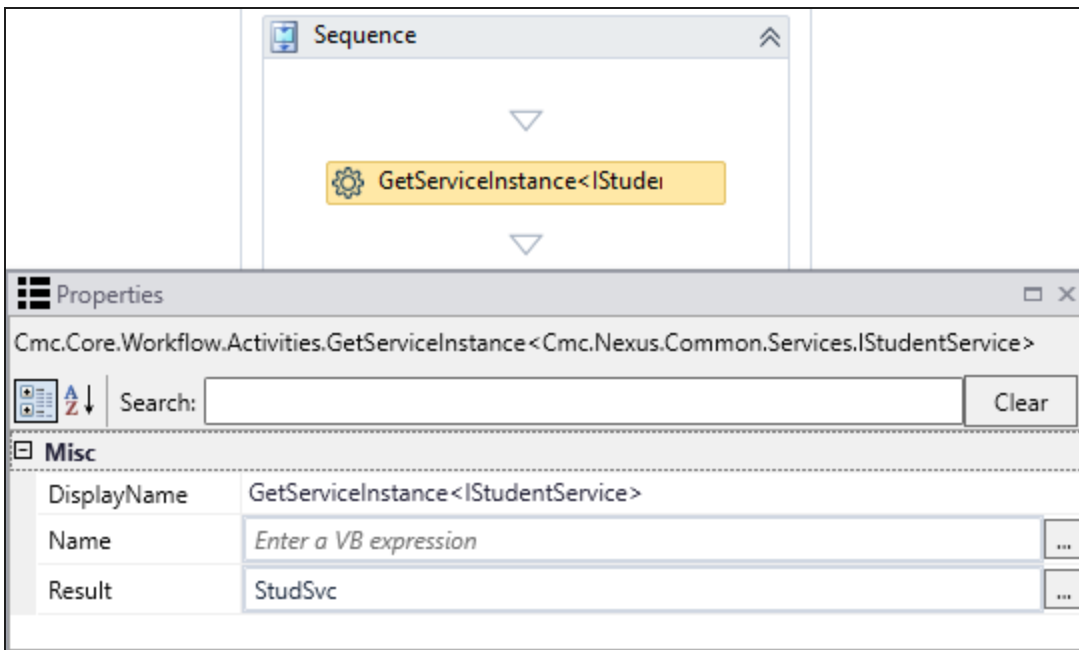 Sequence
GetServiceInstance<IStuder
Properties
Cmc.Core.Workflow.Activities.GetServiceInstance<Cmc.Nexus.Common.Services.IStudentService>
A Z Search: Clear
Misc
DisplayName GetServiceInstance<IStudentService>
Name Enter a VB expression ...
Result StudSvc ...